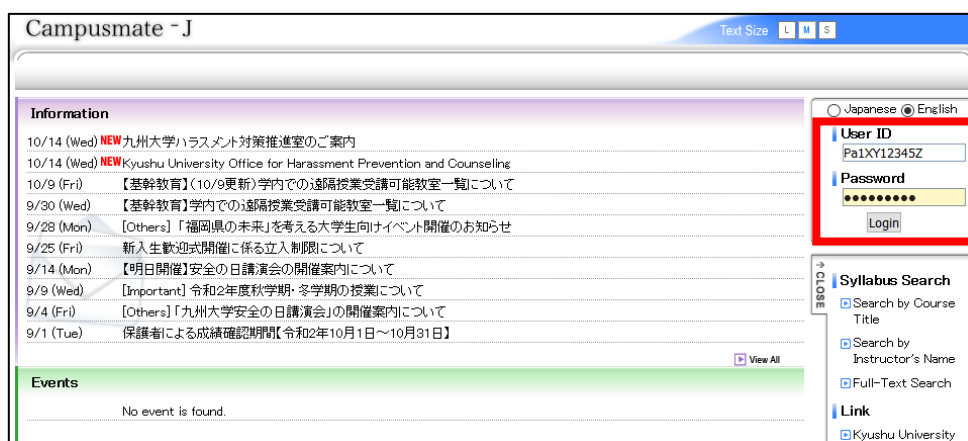 Campusmate-J
Text Size L M S
Information
10/14 (Wed) NEW 九州大学ハラスメント対策推進室のご案内
10/14 (Wed) NEW Kyushu University Office for Harassment Prevention and Counseling
10/9 (Fri) 【基幹教育】(10/9更新)学内での遠隔授業受講可能教室一覧について
9/30 (Wed) 【基幹教育】学内での遠隔授業受講可能教室一覧について
9/28 (Mon) [Others] 「福岡県の未来」を考える大学生向けイベント開催のお知らせ
9/25 (Fri) 新入生歓迎式開催に係る立入制限について
9/14 (Mon) 【明日開催】安全の日講演会の開催案内について
9/9 (Wed) [Important] 令和2年度秋学期・冬学期の授業について
9/4 (Fri) [Others] 「九州大学安全の日講演会」の開催案内について
9/1 (Tue) 保護者による成績確認期間【令和2年10月1日～10月31日】
View All
Events
No event is found.
Japanese English
User ID
Pa1XY12345Z
Password
●●●●●●●●●
Login
CLOSE
Syllabus Search
Search by Course
Title
Search by
Instructor's Name
Full-Text Search
Link
Kyushu University